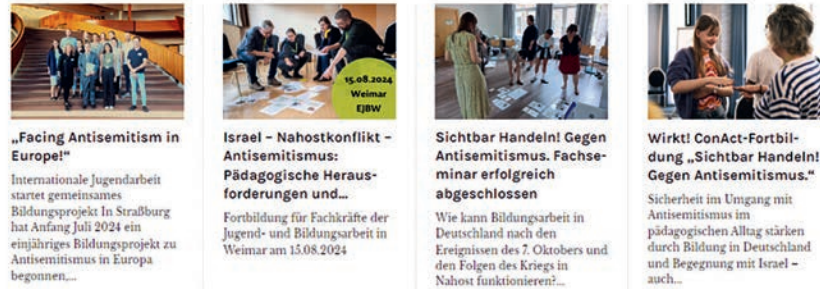 „Facing Antisemitism in
Europe!“
Internationale Jugendarbeit
startet gemeinsames
Bildungsprojekt In Straßburg
hat Anfang Juli 2024 ein
einjähriges Bildungsprojekt zu
Antisemitismus in Europa
begonnen,...
15.08.2024
Weimar
EJBW
Israel – Nahostkonflikt –
Antisemitismus:
Pädagogische Heraus-
forderungen und...
Fortbildung für Fachkräfte der
Jugend- und Bildungsarbeit in
Weimar am 15.08.2024
Sichtbar Handeln! Gegen
Antisemitismus. Fachse-
minar erfolgreich
abgeschlossen
Wie kann Bildungsarbeit in
Deutschland nach den
Ereignissen des 7. Oktobers und
den Folgen des Kriegs in
Nahost funktionieren?...
Wirkt! ConAct-Fortbil-
dung „Sichtbar Handeln!
Gegen Antisemitismus.“
Sicherheit im Umgang mit
Antisemitismus im
pädagogischen Alltag stärken
durch Bildung in Deutschland
und Begegnung mit Israel –
auch...